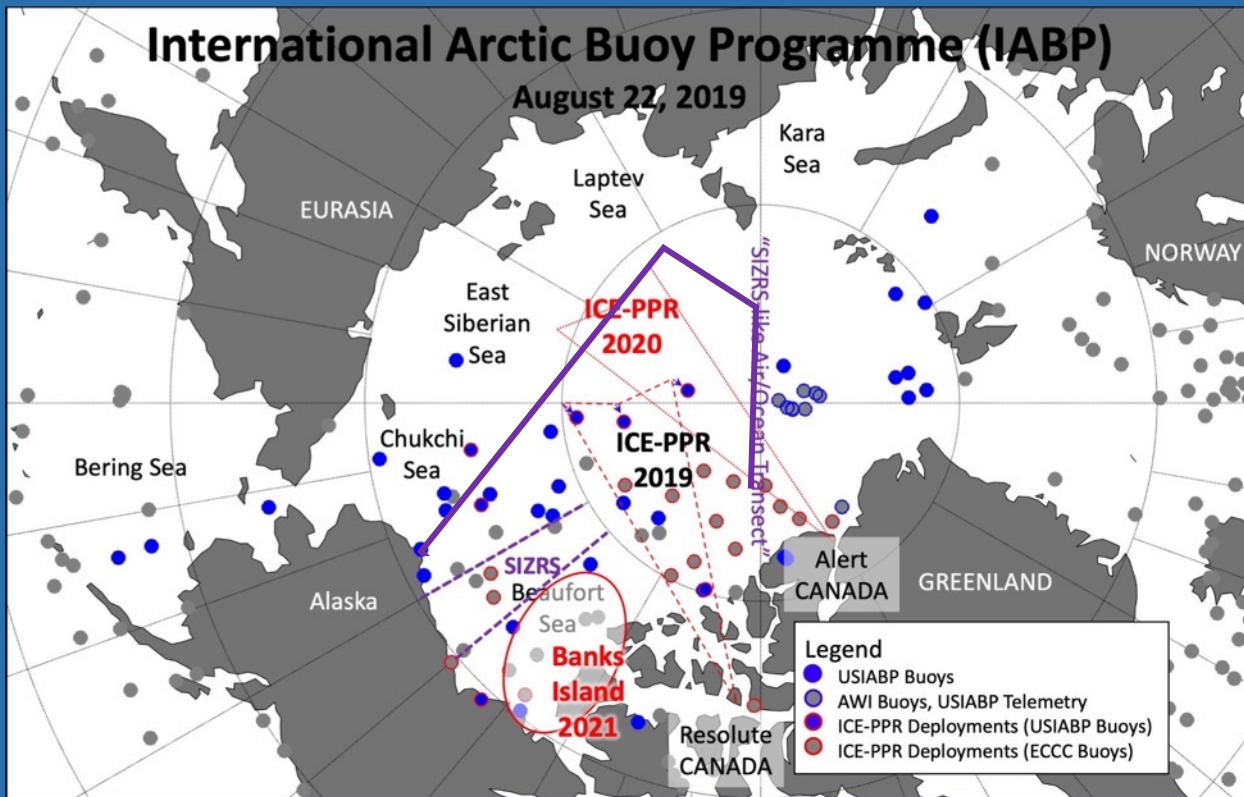 International Arctic Buoy Programme (IABP)
August 22, 2019
Kara
Sea
Laptev
Sea
EURASIA
NORWAY
"SIZRS-like Air/Ocean Transect"
East
Siberian
Sea
ICE-PPR
2020
Chukchi
Sea
ICE-PPR
2019
Bering Sea
SIZRS
Alaska
Beaufort
Sea
Banks
Island
2021
Alert
CANADA
GREENLAND
Resolute
CANADA
Legend
USIABP Buoys
AWI Buoys, USIABP Telemetry
ICE-PPR Deployments (USIABP Buoys)
ICE-PPR Deployments (ECCC Buoys)